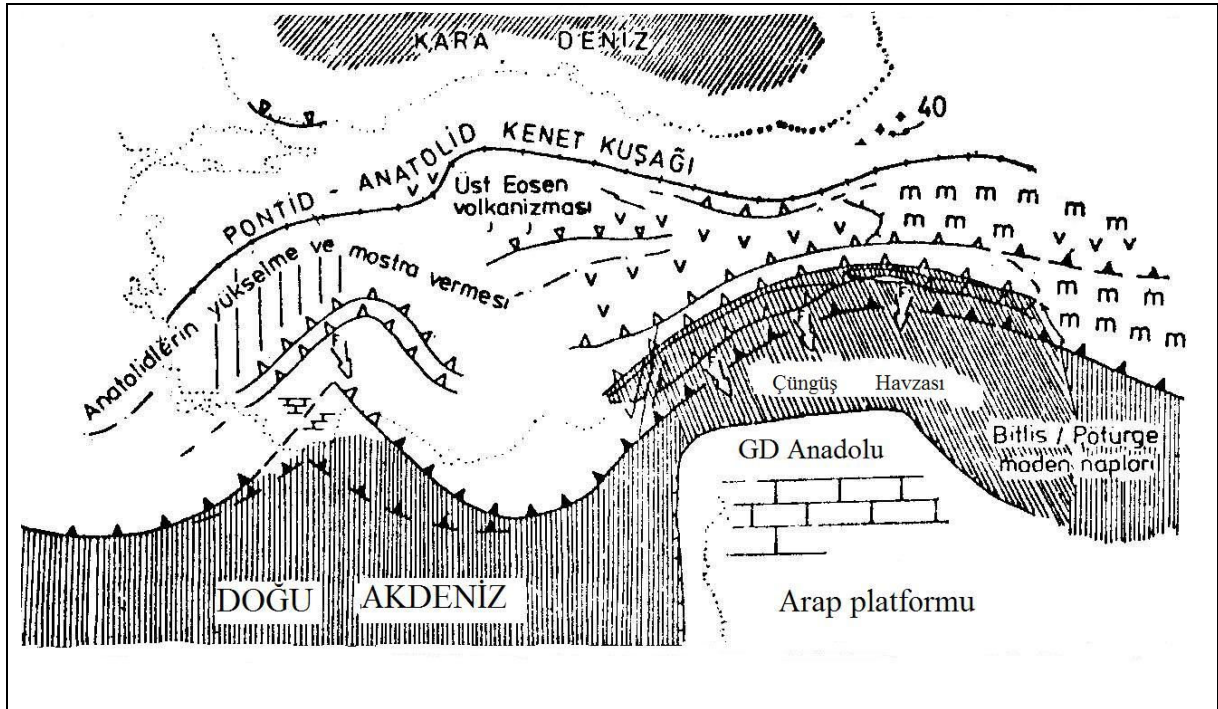 KARA DENİZ
40
PONTİD - ANATOLİD KENET KUŞAĞI
Üst Eosen
volkanizması
Anatolidlerin yükselme ve mostra vermesi
Çüngüş Havzası
GD Anadolu
Bitlis / Pötürge
maden napları
DOĞU AKDENİZ
Arap platformu